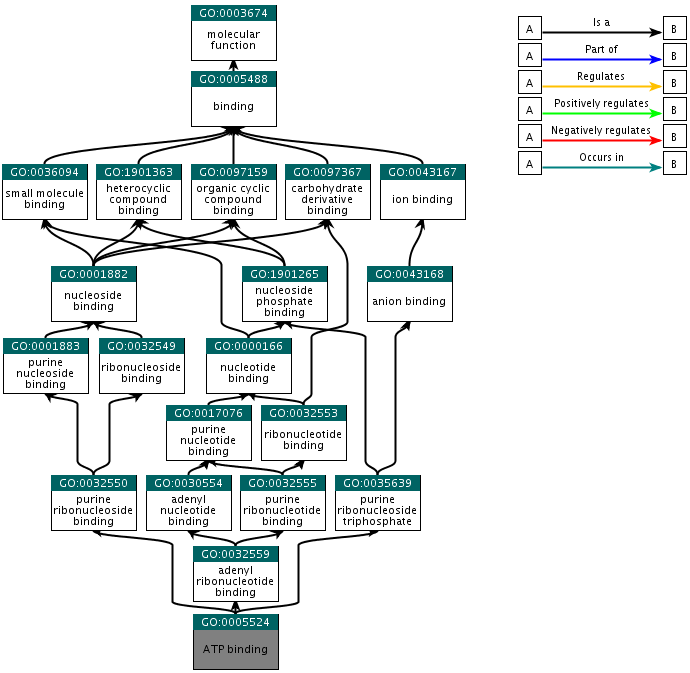 GO:0003674
molecular
function
GO:0005488
binding
GO:0036094
small molecule
binding
GO:1901363
heterocyclic
compound
binding
GO:0097159
organic cyclic
compound
binding
GO:0097367
carbohydrate
derivative
binding
GO:0043167
ion binding
GO:0001882
nucleoside
binding
GO:1901265
nucleoside
phosphate
binding
GO:0043168
anion binding
GO:0001883
purine
nucleoside
binding
GO:0032549
ribonucleoside
binding
GO:0000166
nucleotide
binding
GO:0017076
purine
nucleotide
binding
GO:0032553
ribonucleotide
binding
GO:0032550
purine
ribonucleoside
binding
GO:0030554
adenyl
nucleotide
binding
GO:0032555
purine
ribonucleotide
binding
GO:0035639
purine
ribonucleoside
triphosphate
GO:0032559
adenyl
ribonucleotide
binding
GO:0005524
ATP binding
A Is a B
A Part of B
A Regulates B
A Positively regulates B
A Negatively regulates B
A Occurs in B